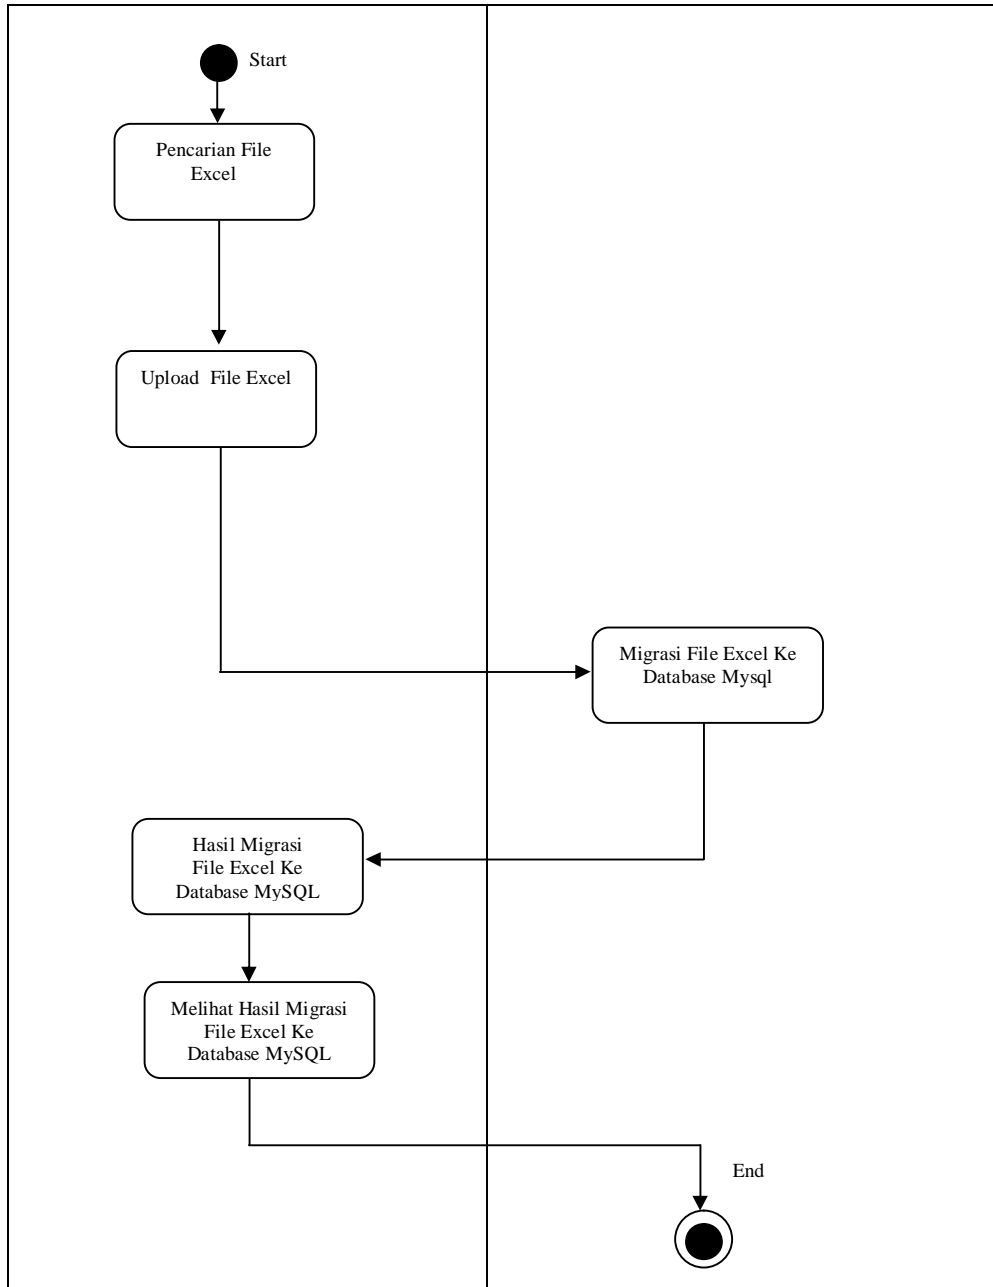 Start
Pencarian File
Excel
Upload  File Excel
Migrasi File Excel Ke
Database Mysql
Hasil Migrasi
File Excel Ke
Database MySQL
Melihat Hasil Migrasi
File Excel Ke
Database MySQL
End